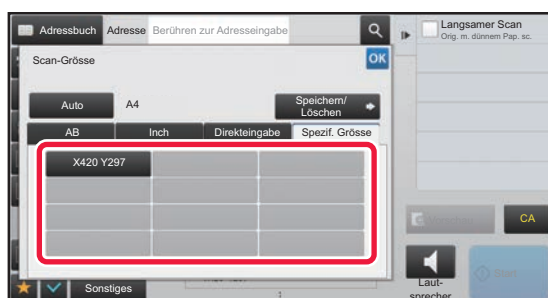 Adressbuch Adresse Berühren zur Adresseingabe
Langsamer Scan
Orig. m. dünnem Pap. sc.
Scan-Grösse
OK
Auto A4 Speichern/
Löschen
AB Inch Direkteingabe Spezif. Grösse
X420 Y297
CA
Start
Sonstiges
Laut-
sprecher